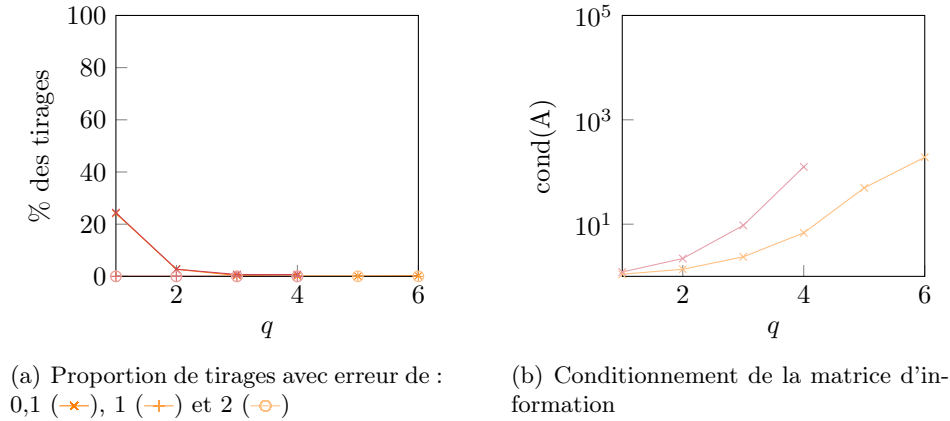 100
80
60
40
20
0
2
4
6
% des tirages
q
10^5
10^3
10^1
2
4
6
cond(A)
q
(a) Proportion de tirages avec erreur de :
0,1 (×), 1 (+) et 2 (○)
(b) Conditionnement de la matrice d'in-
formation